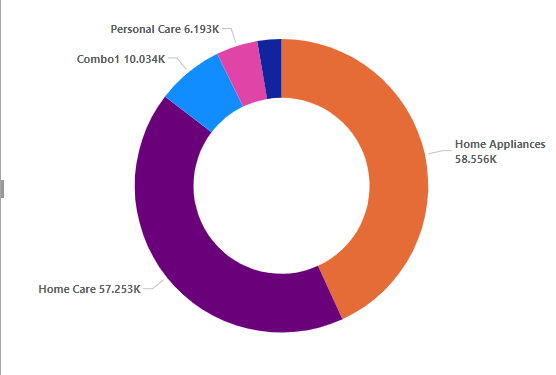 Personal Care 6.193K
Combo1 10.034K
Home Appliances
58.556K
Home Care 57.253K